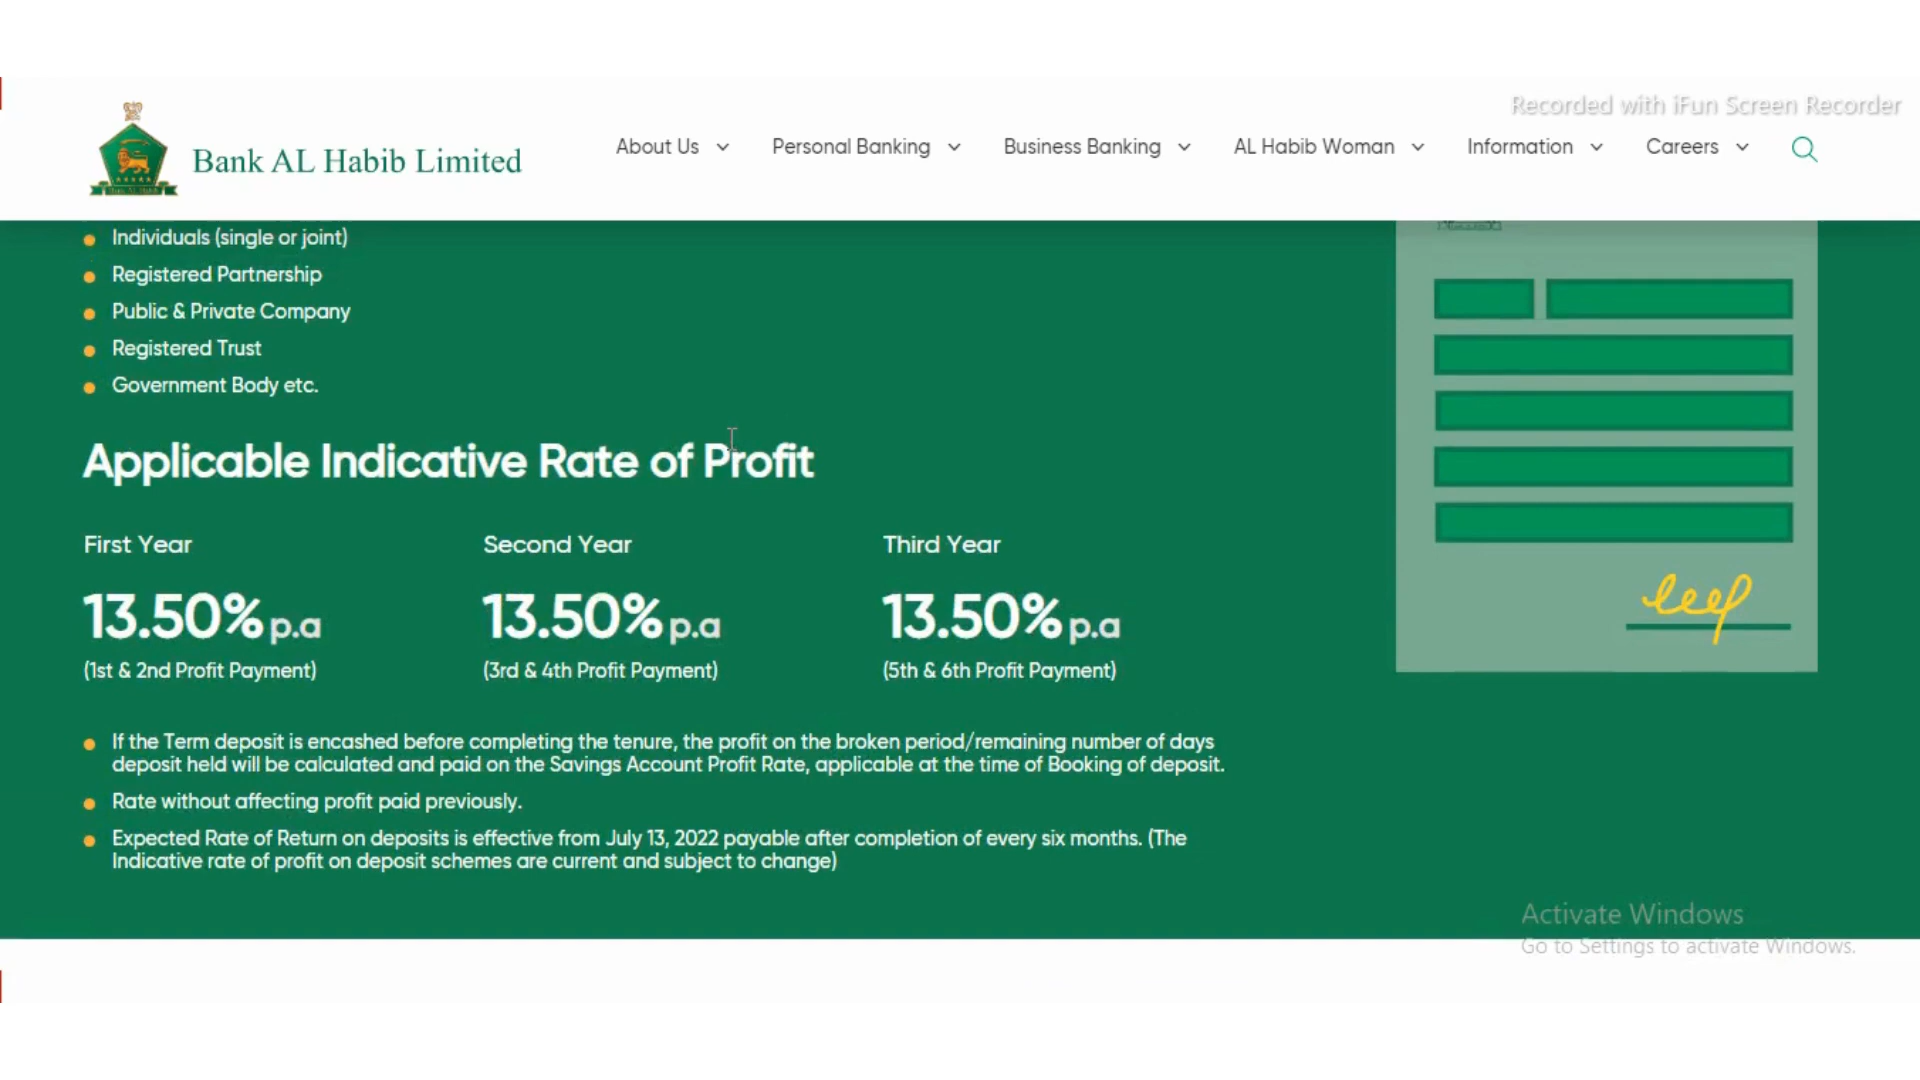 Recorded with iFun Screen Recorder
Bank AL Habib Limited
About Us
Personal Banking
Business Banking
AL Habib Woman
Information
Careers
Individuals (single or joint)
Registered Partnership
Public & Private Company
Registered Trust
Government Body etc.
Applicable Indicative Rate of Profit
First Year
Second Year
Third Year
13.50% p.a
13.50% p.a
13.50% p.a
(1st & 2nd Profit Payment)
(3rd & 4th Profit Payment)
(5th & 6th Profit Payment)
If the Term deposit is encashed before completing the tenure, the profit on the broken period/remaining number of days
deposit held will be calculated and paid on the Savings Account Profit Rate, applicable at the time of Booking of deposit.
Rate without affecting profit paid previously.
Expected Rate of Return on deposits is effective from July 13, 2022 payable after completion of every six months. (The
Indicative rate of profit on deposit schemes are current and subject to change)
Activate Windows
Go to Settings to activate Windows.